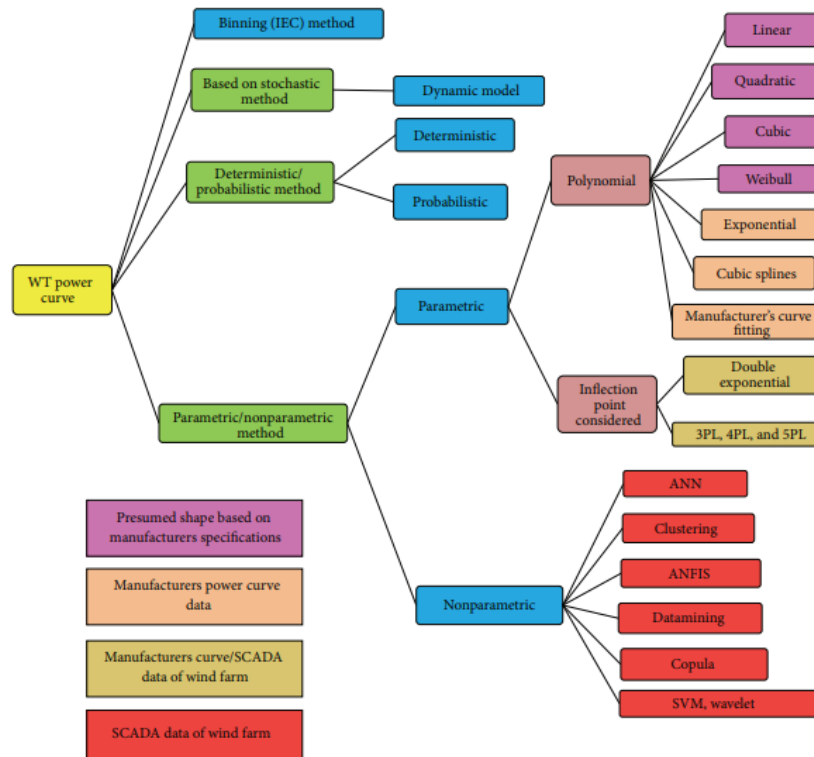 Binning (IEC) method
Based on stochastic
method
Dynamic model
Deterministic/
probabilistic method
Deterministic
Probabilistic
WT power
curve
Parametric/nonparametric
method
Parametric
Polynomial
Linear
Quadratic
Cubic
Weibull
Exponential
Cubic splines
Manufacturer's curve
fitting
Inflection
point
considered
Double
exponential
3PL, 4PL, and 5PL
Nonparametric
ANN
Clustering
ANFIS
Datamining
Copula
SVM, wavelet
Presumed shape based on
manufacturers specifications
Manufacturers power curve
data
Manufacturers curve/SCADA
data of wind farm
SCADA data of wind farm